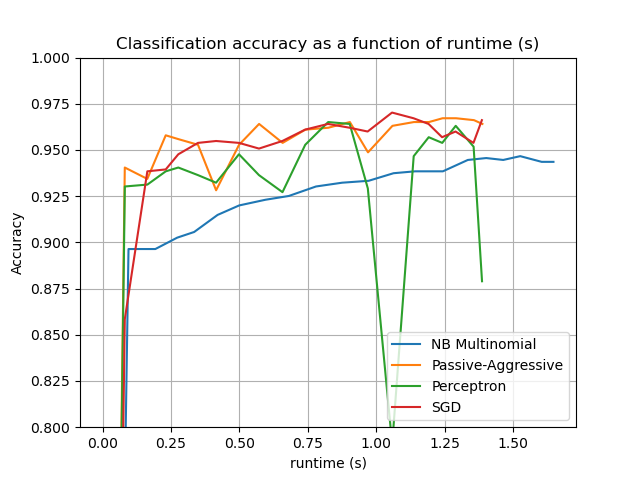 Classification accuracy as a function of runtime (s)
1.000
0.975
0.950
0.925
0.900
0.875
0.850
0.825
0.800
Accuracy
0.00 0.25 0.50 0.75 1.00 1.25 1.50
runtime (s)
NB Multinomial
Passive-Aggressive
Perceptron
SGD